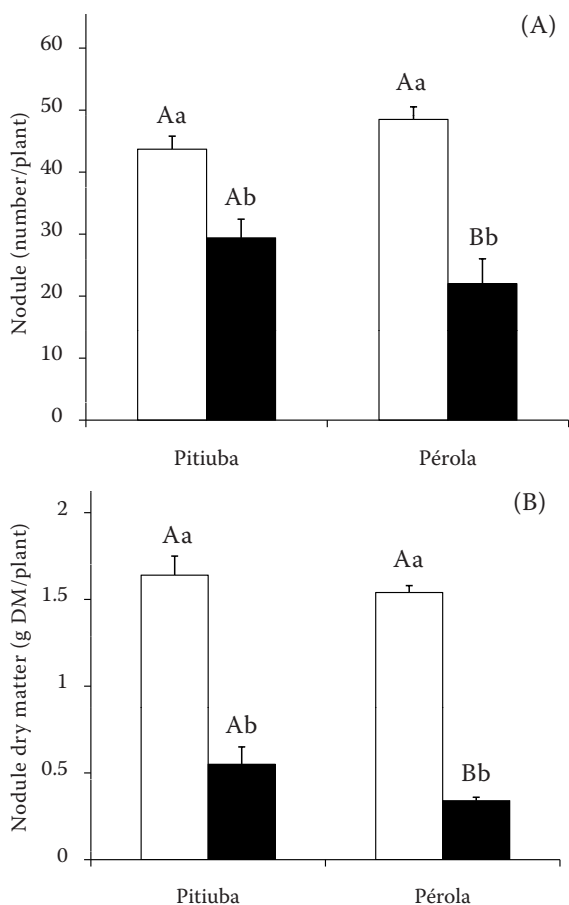 (A)
60
50
40
30
20
10
0
Nodule (number/plant)
Aa
Ab
Aa
Bb
Pitiuba
Pérola
(B)
2
1.5
1
0.5
0
Nodule dry matter (g DM/plant)
Aa
Ab
Aa
Bb
Pitiuba
Pérola